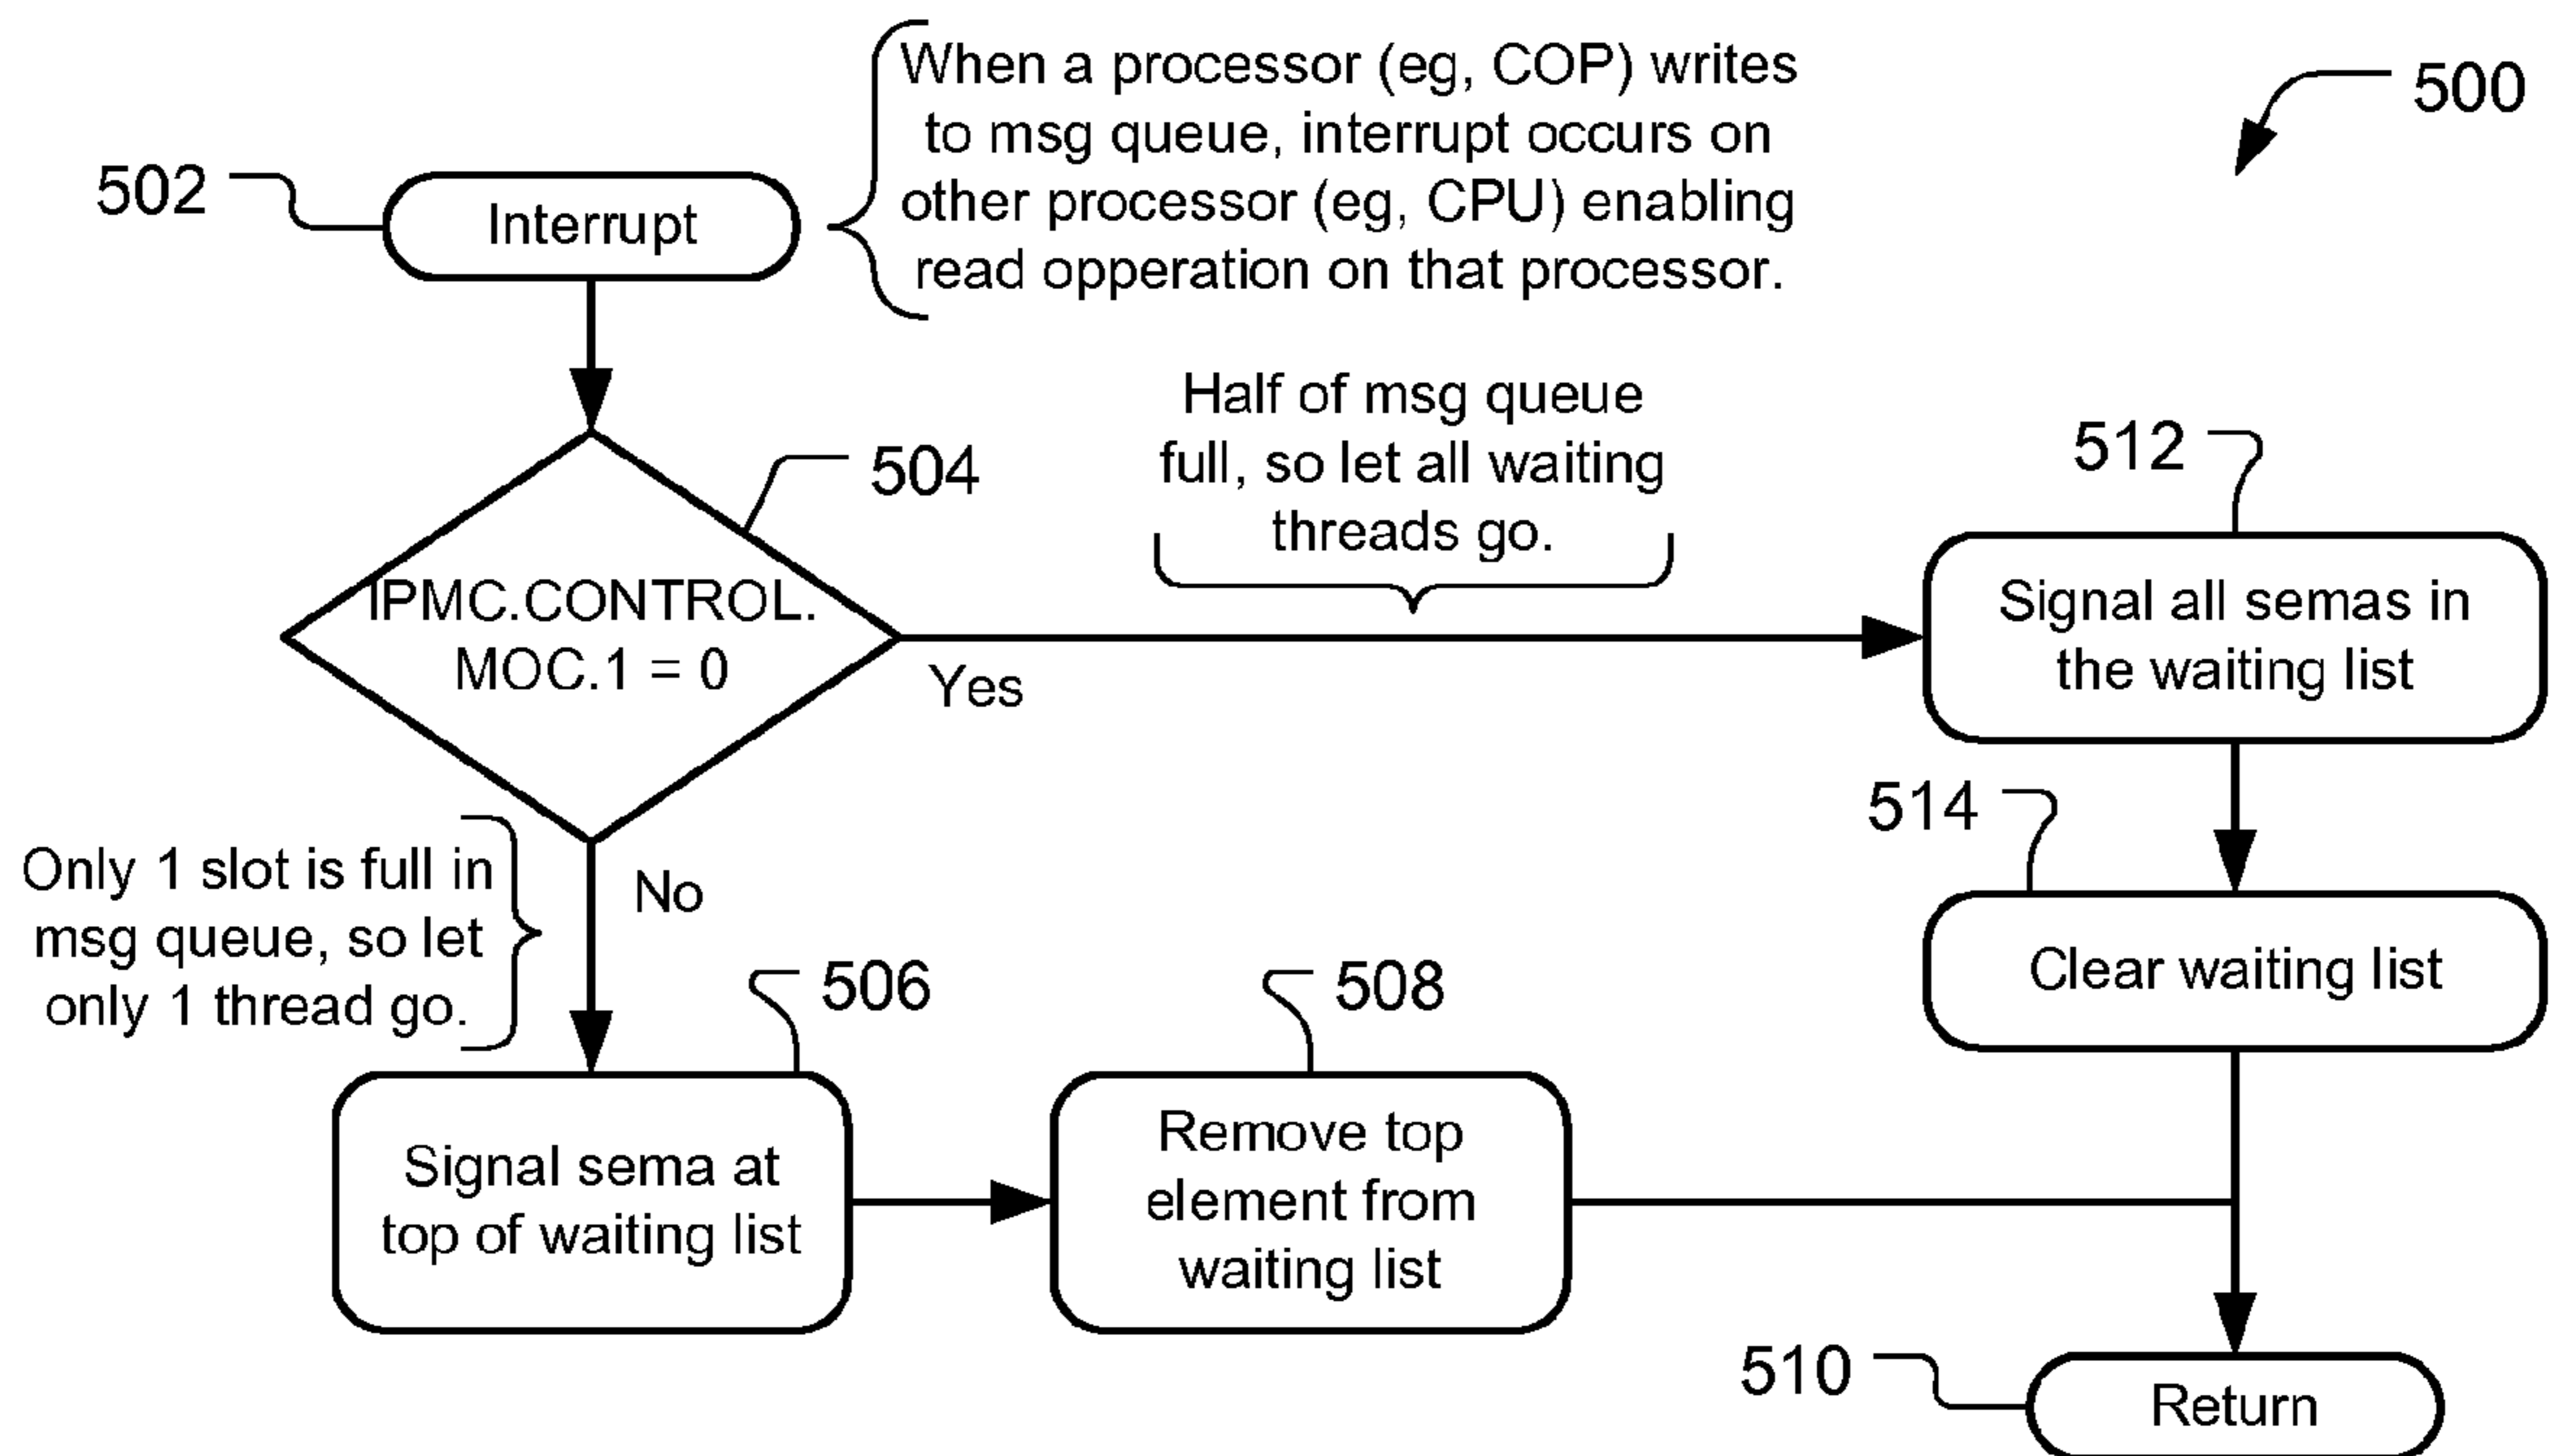 When a processor (eg, COP) writes
to msg queue, interrupt occurs on
other processor (eg, CPU) enabling
read opperation on that processor.
500
502
Interrupt
504
IPMC.CONTROL.
MOC.1 = 0
Yes
Half of msg queue
full, so let all waiting
threads go.
512
Signal all semas in
the waiting list
514
Clear waiting list
Only 1 slot is full in
msg queue, so let
only 1 thread go.
No
506
Signal sema at
top of waiting list
508
Remove top
element from
waiting list
510
Return